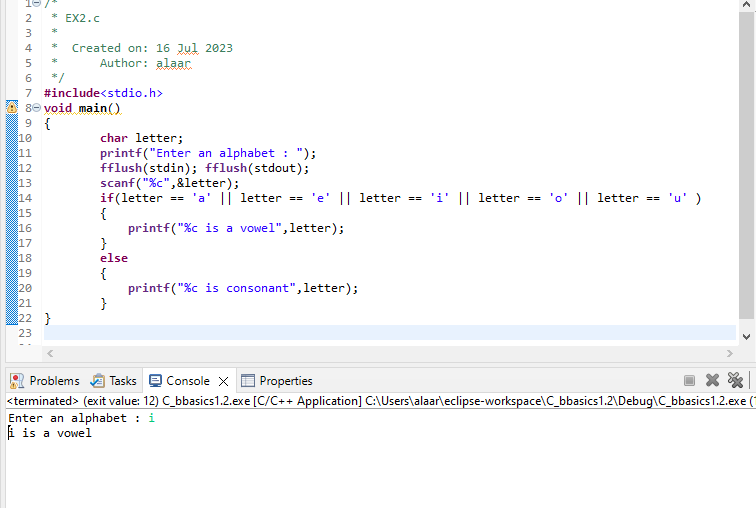 1 /*
2  * EX2.c
3  *
4  *  Created on: 16 Jul 2023
5  *      Author: alaar
6  */
7 #include<stdio.h>
8 void main()
9 {
10         char letter;
11         printf("Enter an alphabet : ");
12         fflush(stdin); fflush(stdout);
13         scanf("%c",&letter);
14         if(letter == 'a' || letter == 'e' || letter == 'i' || letter == 'o' || letter == 'u' )
15         {
16             printf("%c is a vowel",letter);
17         }
18         else
19         {
20             printf("%c is consonant",letter);
21         }
22 }
23
Problems Tasks Console Properties
<terminated> (exit value: 12) C_bbasics1.2.exe [C/C++ Application] C:\Users\alaar\eclipse-workspace\C_bbasics1.2\Debug\C_bbasics1.2.exe (
Enter an alphabet : i
i is a vowel